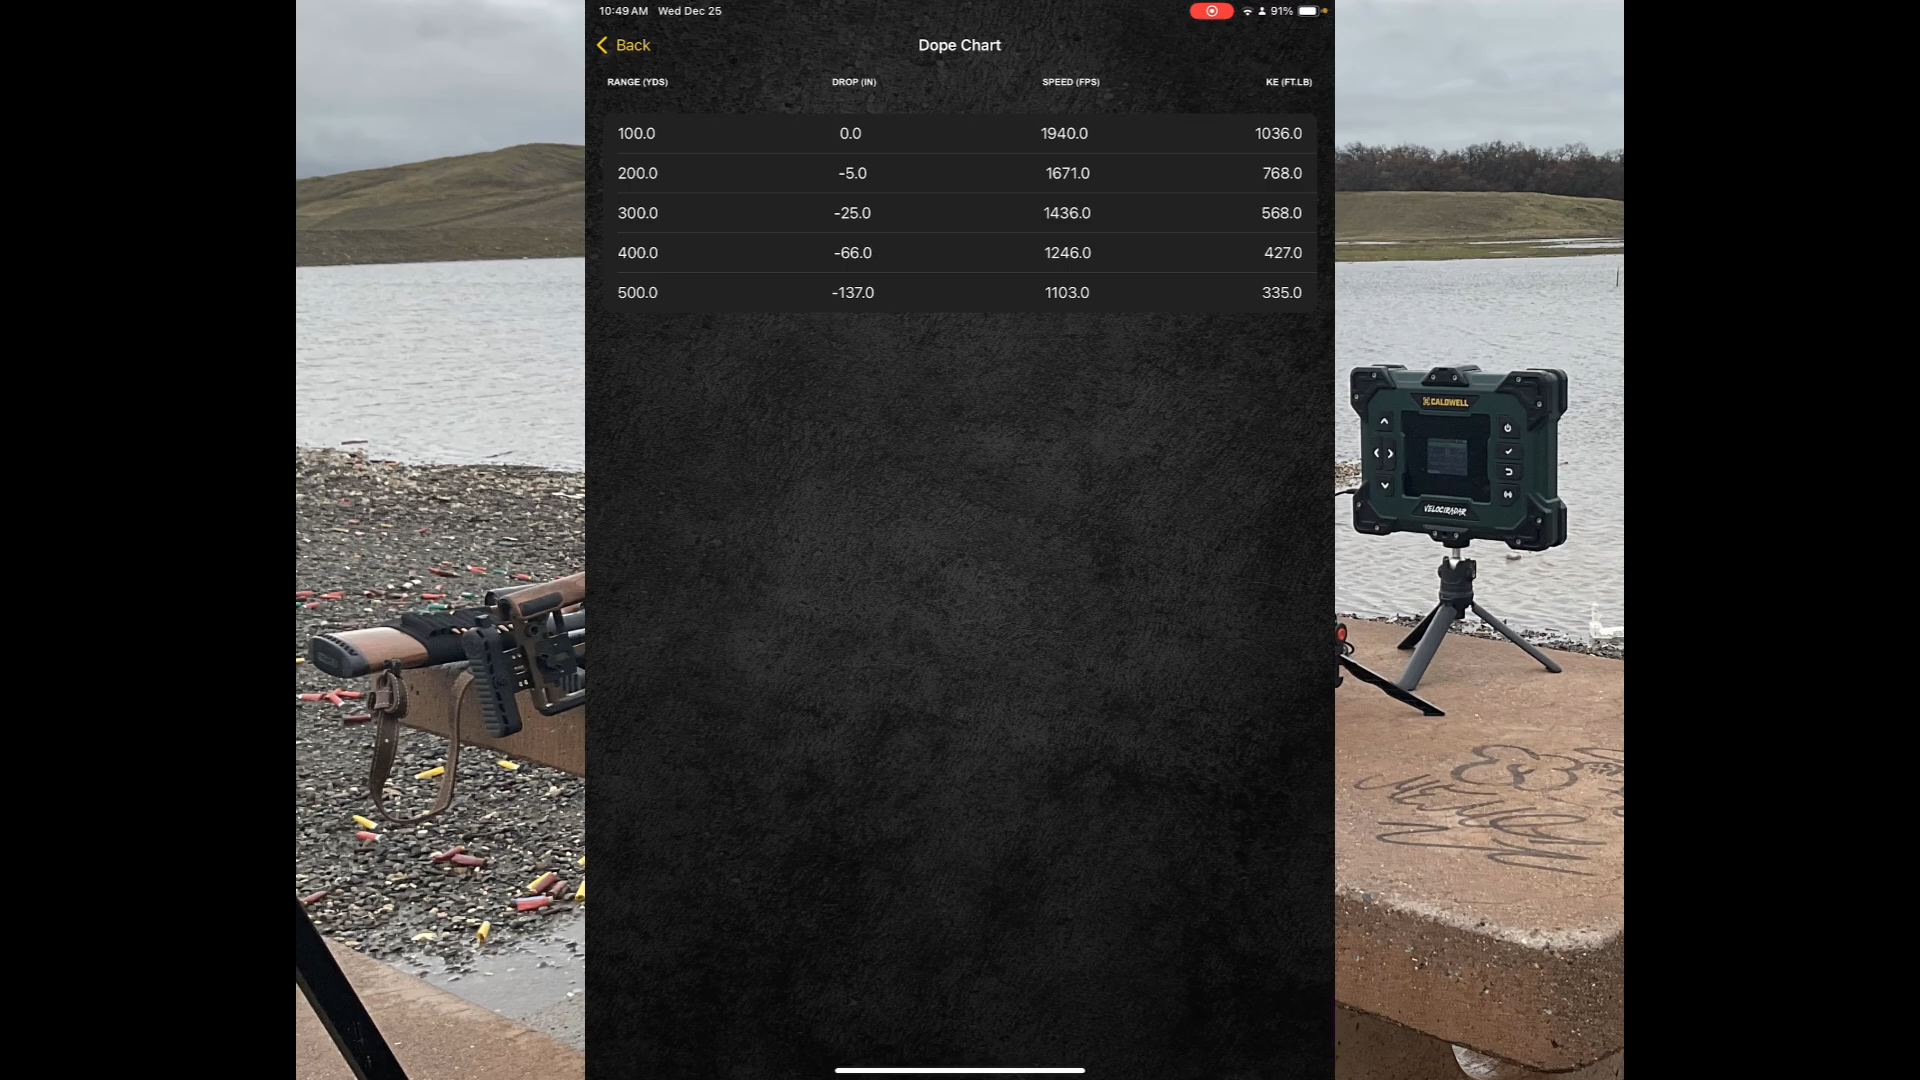 10:49 AM Wed Dec 25
91%
Back
Dope Chart
RANGE (YDS) DROP (IN) SPEED (FPS) KE (FT.LB)
100.0 0.0 1940.0 1036.0
200.0 -5.0 1671.0 768.0
300.0 -25.0 1436.0 568.0
400.0 -66.0 1246.0 427.0
500.0 -137.0 1103.0 335.0
CALDWELL
VELOCIRADAR